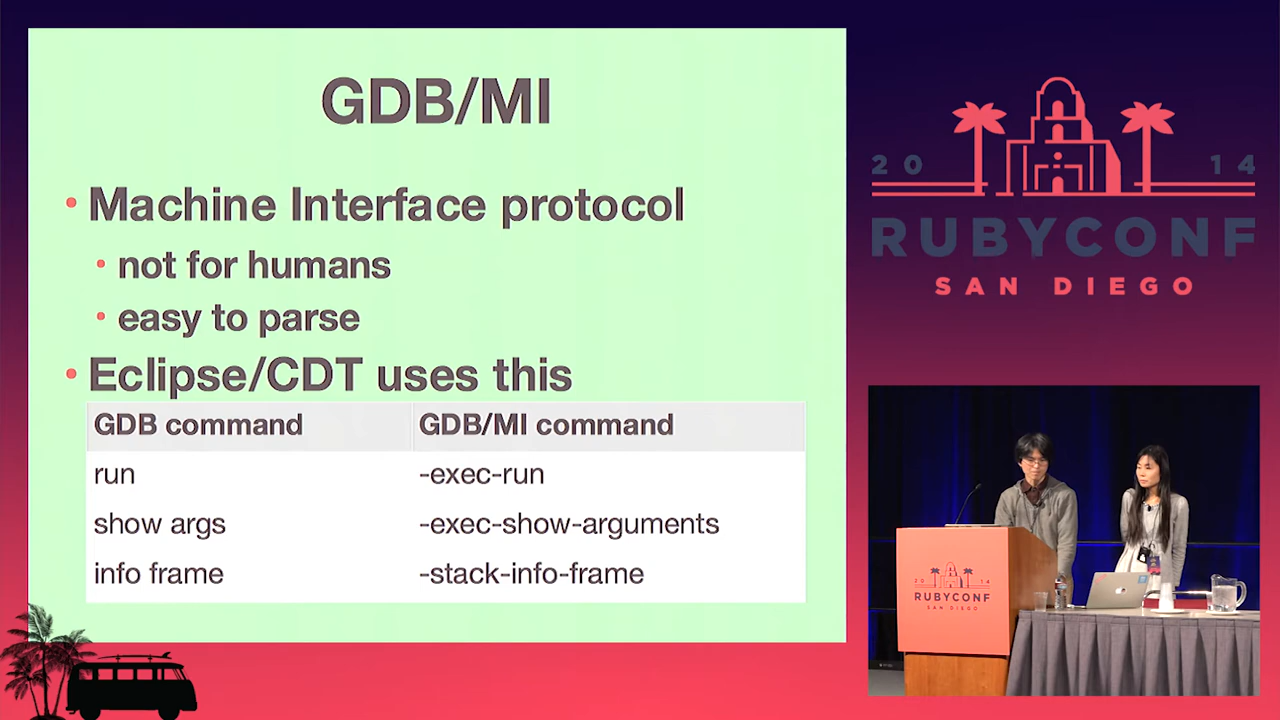 GDB/MI
• Machine Interface protocol
• not for humans
• easy to parse
• Eclipse/CDT uses this
GDB command GDB/MI command
run -exec-run
show args -exec-show-arguments
info frame -stack-info-frame
20 14
RUBYCONF
SAN DIEGO
20 14
RUBYCONF
SAN DIEGO